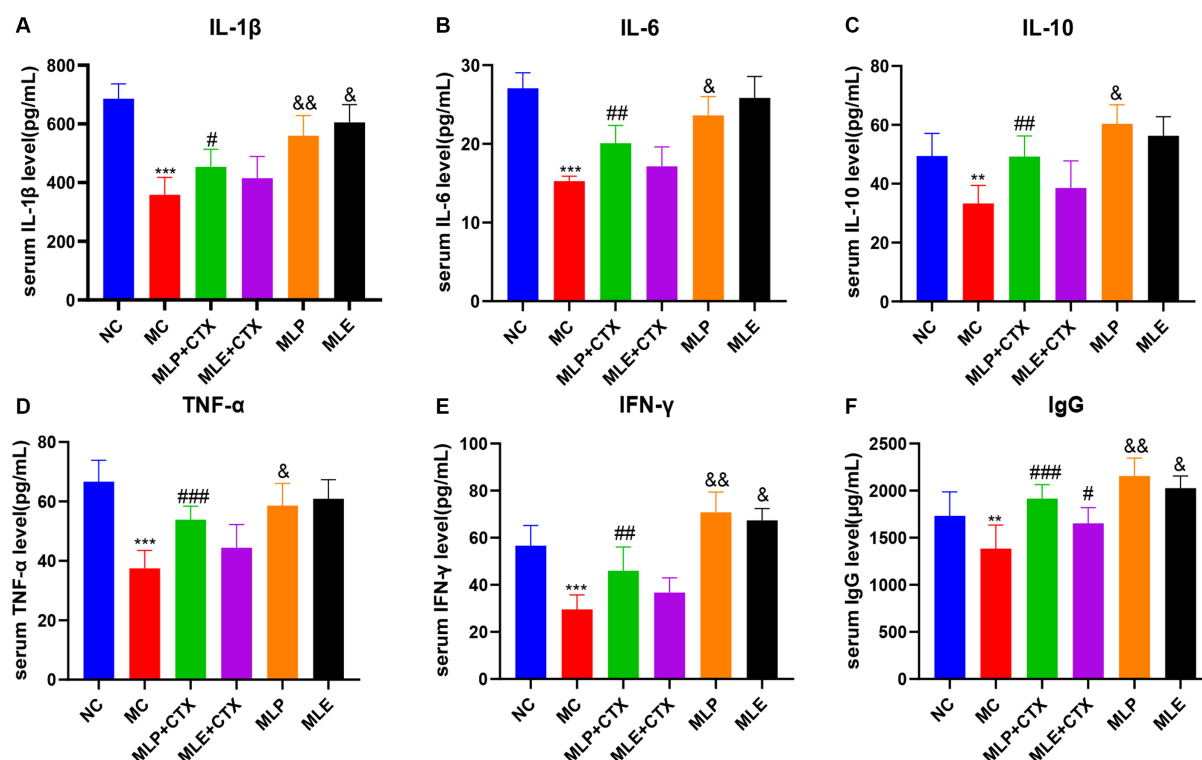 A IL-1β
serum IL-1β level(pg/mL)
800
600
400
200
0
***
#
&&
&
NC MC MLP+CTX MLE+CTX MLP MLE
B IL-6
serum IL-6 level(pg/mL)
30
20
10
0
***
##
&
NC MC MLP+CTX MLE+CTX MLP MLE
C IL-10
serum IL-10 level(pg/mL)
80
60
40
20
0
**
##
&
NC MC MLP+CTX MLE+CTX MLP MLE
D TNF-α
serum TNF-α level(pg/mL)
80
60
40
20
0
***
###
&
NC MC MLP+CTX MLE+CTX MLP MLE
E IFN-γ
serum IFN-γ level(pg/mL)
100
80
60
40
20
0
***
##
&&
&
NC MC MLP+CTX MLE+CTX MLP MLE
F IgG
serum IgG level(μg/mL)
2500
2000
1500
1000
500
0
**
###
#
&&
&
NC MC MLP+CTX MLE+CTX MLP MLE